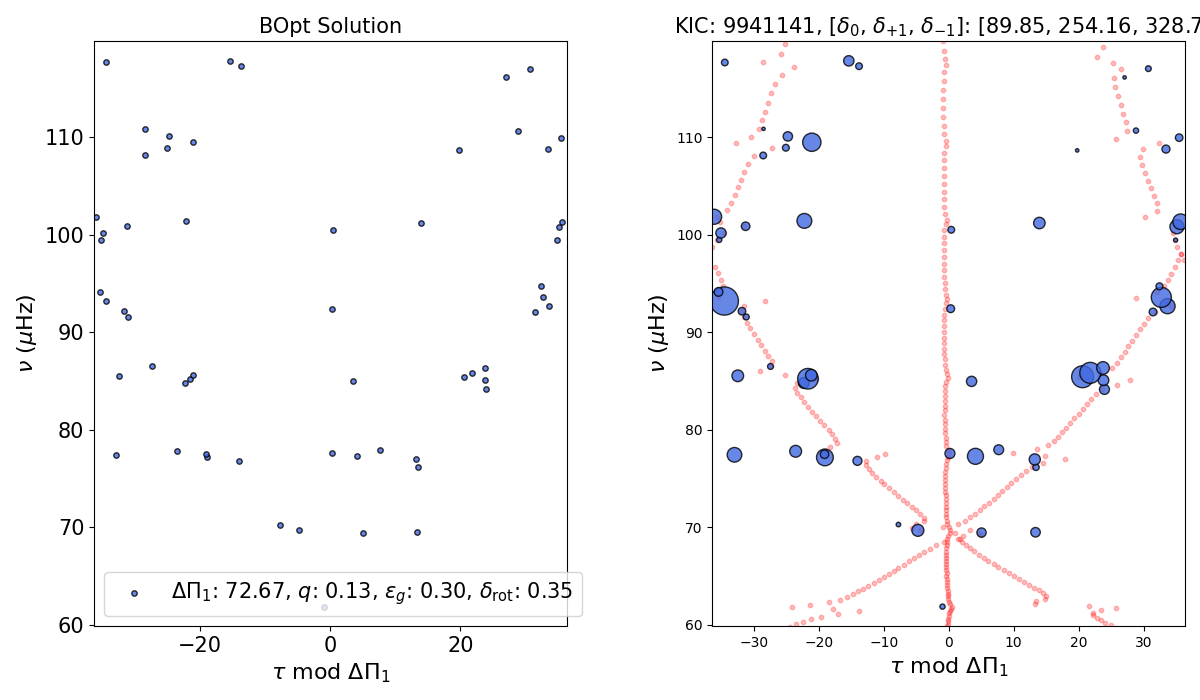 BOpt Solution
KIC: 9941141, [δ₀, δ₊₁, δ₋₁]: [89.85, 254.16, 328.7
ν (μHz)
110
100
90
80
70
60
ΔΠ₁: 72.67, q: 0.13, ε_g: 0.30, δ_rot: 0.35
−20 0 20
τ mod ΔΠ₁
ν (μHz)
110
100
90
80
70
60
−30 −20 −10 0 10 20 30
τ mod ΔΠ₁